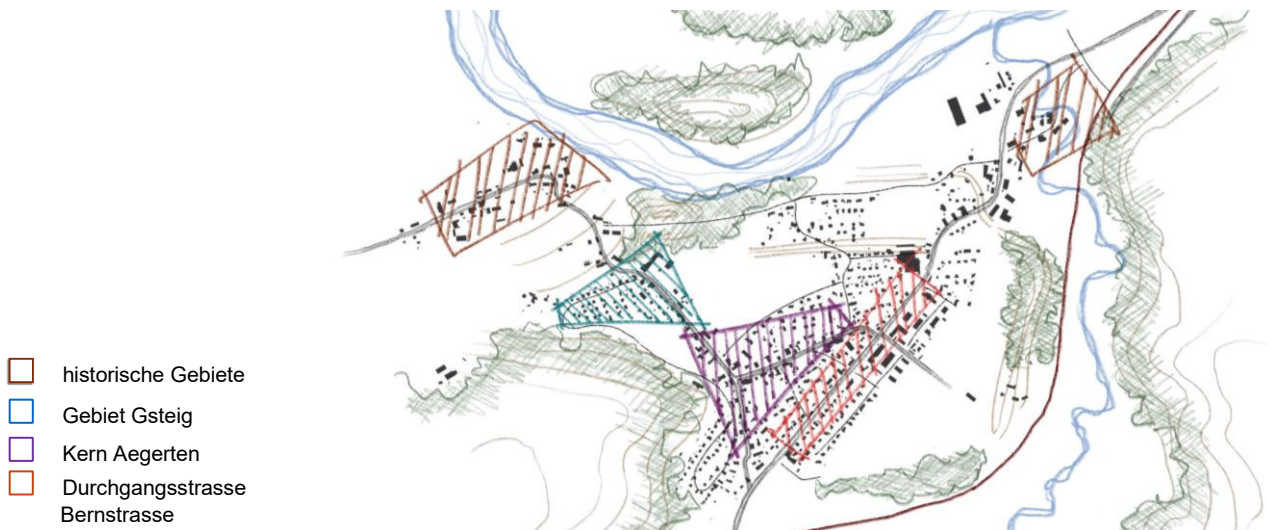 historische Gebiete
Gebiet Gsteig
Kern Aegerten
Durchgangsstrasse
Bernstrasse